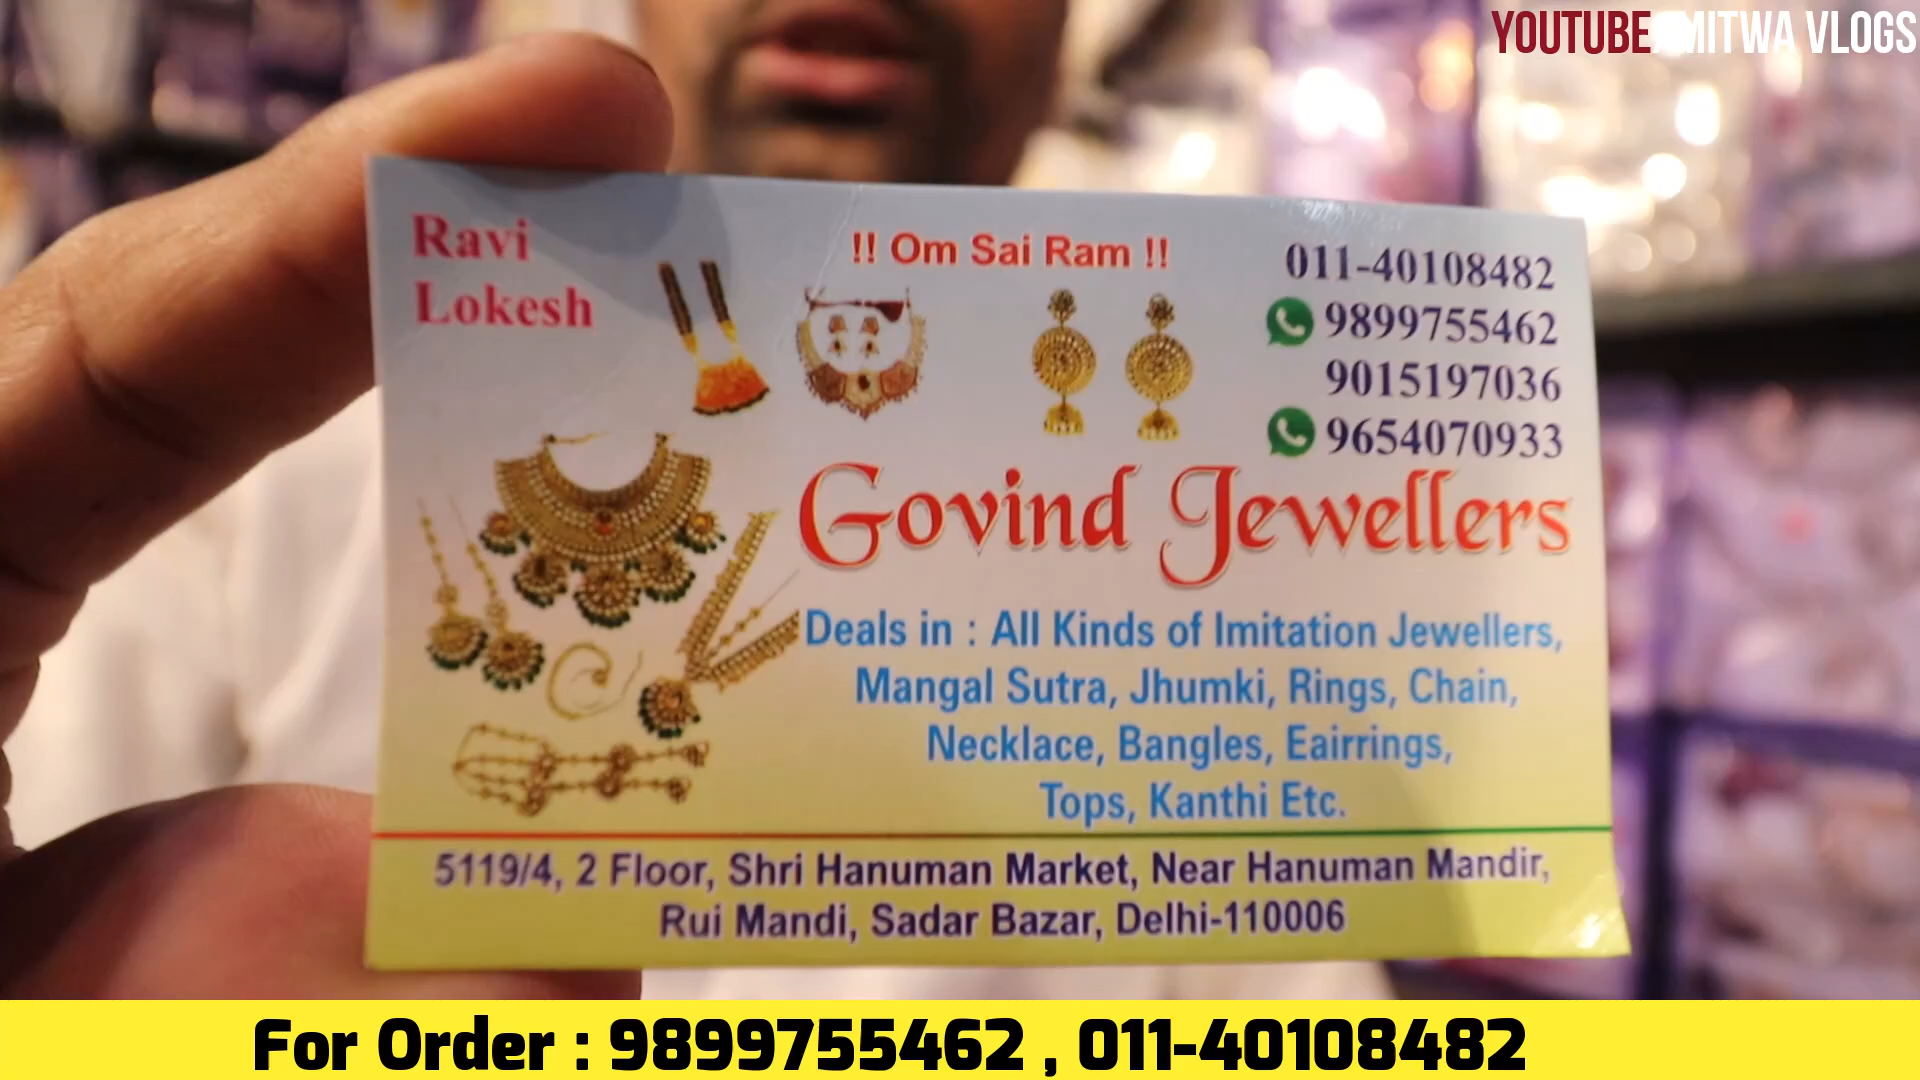 YOUTUBE/MITWA VLOGS
Ravi
Lokesh
!! Om Sai Ram !!
011-40108482
9899755462
9015197036
9654070933
Govind Jewellers
Deals in : All Kinds of Imitation Jewellers,
Mangal Sutra, Jhumki, Rings, Chain,
Necklace, Bangles, Eairrings,
Tops, Kanthi Etc.
5119/4, 2 Floor, Shri Hanuman Market, Near Hanuman Mandir,
Rui Mandi, Sadar Bazar, Delhi-110006
For Order : 9899755462 , 011-40108482